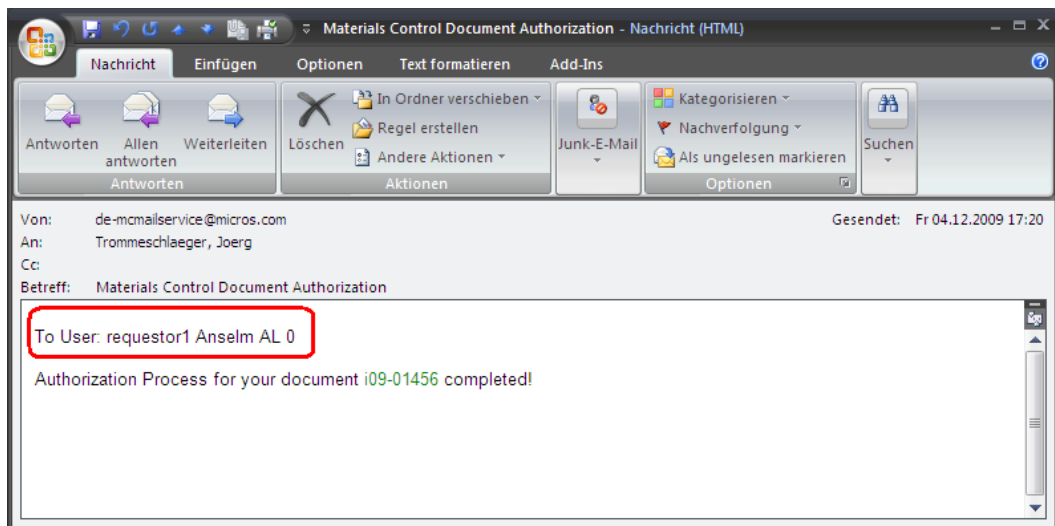 Materials Control Document Authorization - Nachricht (HTML)
Nachricht Einfügen Optionen Text formatieren Add-Ins
Antworten
Allen antworten
Weiterleiten
Antworten
Löschen
In Ordner verschieben
Regel erstellen
Andere Aktionen
Aktionen
Junk-E-Mail
Kategorisieren
Nachverfolgung
Als ungelesen markieren
Optionen
Suchen
Von: de-mcmailservice@micros.com Gesendet: Fr 04.12.2009 17:20
An: Trommeschlaeger, Joerg
Cc:
Betreff: Materials Control Document Authorization
To User: requestor1 Anselm AL 0
Authorization Process for your document i09-01456 completed!